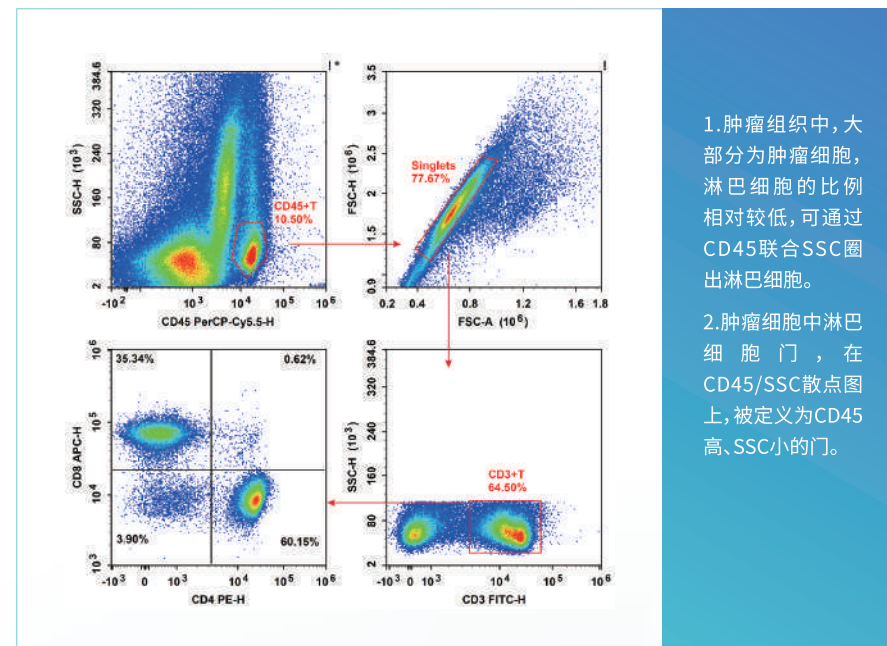 384.6
320
240
160
80
2
SSC-H (10³)
CD45+T
10.50%
-10² 10³ 10⁴ 10⁵ 10⁶
CD45 PerCP-Cy5.5-H
!*
3.5
3
2.5
2
1.5
0.9
FSC-H (10⁶)
Singlets
77.67%
0.2 0.4 0.8 1.2 1.6 1.8
FSC-A (10⁶)
!
10⁶
10⁵
10⁴
10³
CD8 APC-H
35.34% 0.62%
3.90% 60.15%
-10³ 0 10³ 10⁴ 10⁵ 10⁶
CD4 PE-H
384.6
320
240
160
80
2
SSC-H (10³)
CD3+T
64.50%
-10³ 0 10³ 10⁴ 10⁵ 10⁶
CD3 FITC-H
1.肿瘤组织中,大
部分为肿瘤细胞,
淋巴细胞的比例
相对较低,可通过
CD45联合SSC圈
出淋巴细胞。
2.肿瘤细胞中淋巴
细胞门,在
CD45/SSC散点图
上,被定义为CD45
高、SSC小的门。